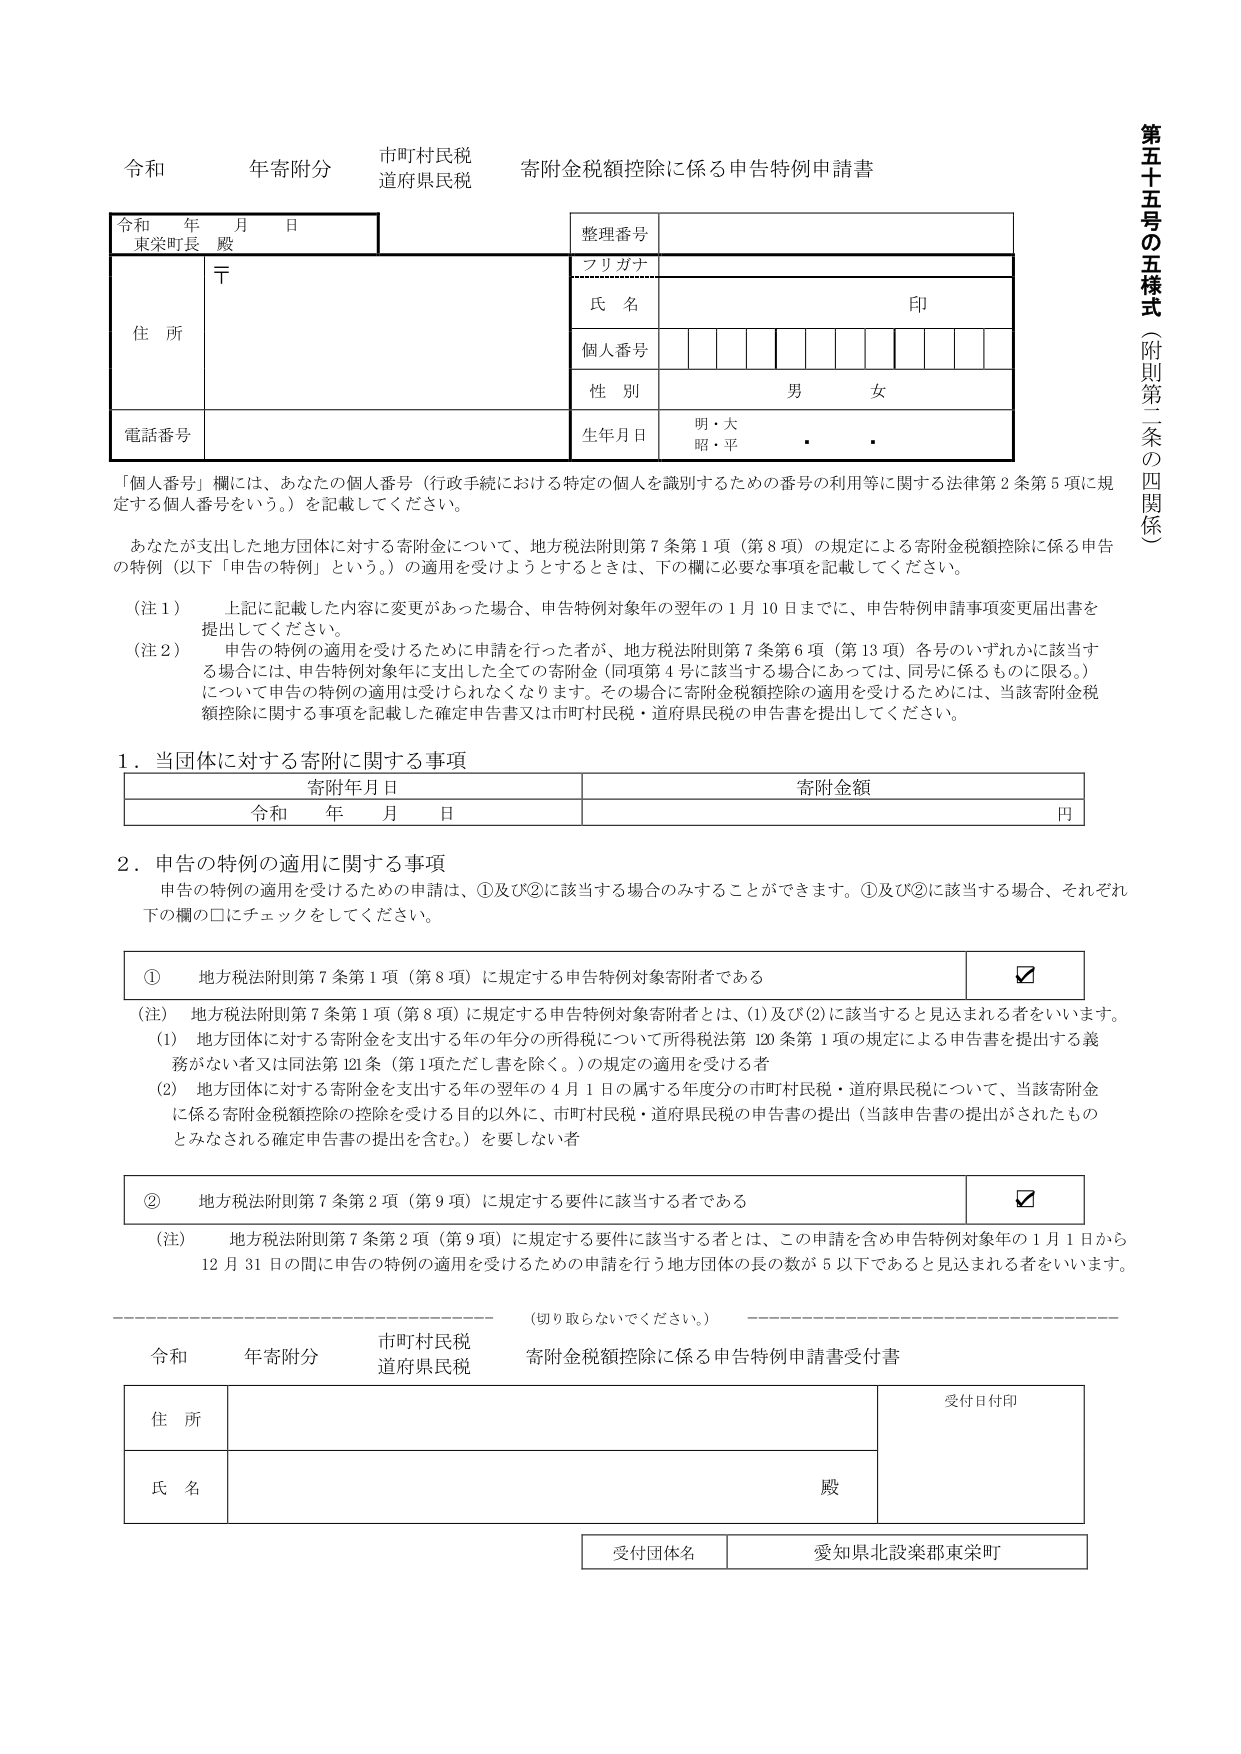 第五十五号の五様式（附則第二条の四関係）
令和　　　　年寄附分　　市町村民税　　寄附金税額控除に係る申告特例申請書
道府県民税
令和　　年　　月　　日
東栄町長　殿
整理番号
フリガナ
住　所　〒
氏　名　　印
個人番号
性　別　　男　　　女
電話番号
生年月日　　明・大
昭・平　　・　　・
「個人番号」欄には、あなたの個人番号（行政手続における特定の個人を識別するための番号の利用等に関する法律第２条第５項に規
定する個人番号をいう。）を記載してください。
あなたが支出した地方団体に対する寄附金について、地方税法附則第７条第１項（第８項）の規定による寄附金税額控除に係る申告
の特例（以下「申告の特例」という。）の適用を受けようとするときは、下の欄に必要な事項を記載してください。
（注１）　　上記に記載した内容に変更があった場合、申告特例対象年の翌年の１月10日までに、申告特例申請事項変更届出書を
提出してください。
（注２）　　申告の特例の適用を受けるために申請を行った者が、地方税法附則第７条第６項（第13項）各号のいずれかに該当す
る場合には、申告特例対象年に支出した全ての寄附金（同項第４号に該当する場合にあっては、同号に係るものに限る。）
について申告の特例の適用は受けられなくなります。その場合に寄附金税額控除の適用を受けるためには、当該寄附金税
額控除に関する事項を記載した確定申告書又は市町村民税・道府県民税の申告書を提出してください。
１．当団体に対する寄附に関する事項
寄附年月日　　寄附金額
令和　　年　　月　　日　　円
２．申告の特例の適用に関する事項
申告の特例の適用を受けるための申請は、①及び②に該当する場合のみすることができます。①及び②に該当する場合、それぞれ
下の欄の□にチェックをしてください。
①　　地方税法附則第７条第１項（第８項）に規定する申告特例対象寄附者である　　☑
（注）　地方税法附則第７条第１項（第８項）に規定する申告特例対象寄附者とは、(1)及び(2)に該当すると見込まれる者をいいます。
(1)　地方団体に対する寄附金を支出する年の年分の所得税について所得税法第 120 条第 1 項の規定による申告書を提出する義
務がない者又は同法第 121 条（第 1 項ただし書を除く。）の規定の適用を受ける者
(2)　地方団体に対する寄附金を支出する年の翌年の４月１日の属する年度分の市町村民税・道府県民税について、当該寄附金
に係る寄附金税額控除の控除を受ける目的以外に、市町村民税・道府県民税の申告書の提出（当該申告書の提出がされたもの
とみなされる確定申告書の提出を含む。）を要しない者
②　　地方税法附則第７条第２項（第９項）に規定する要件に該当する者である　　☑
（注）　　地方税法附則第７条第２項（第９項）に規定する要件に該当する者とは、この申請を含め申告特例対象年の１月１日から
12 月 31 日の間に申告の特例の適用を受けるための申請を行う地方団体の長の数が５以下であると見込まれる者をいいます。
（切り取らないでください。）
令和　　　年寄附分　　市町村民税　　寄附金税額控除に係る申告特例申請書受付書
道府県民税
住　所　　受付日付印
氏　名　　殿
受付団体名　　愛知県北設楽郡東栄町